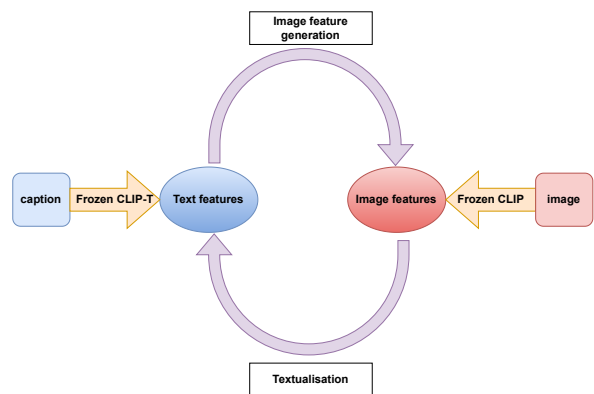 Image feature
generation
caption
Frozen CLIP-T
Text features
Image features
Frozen CLIP
image
Textualisation